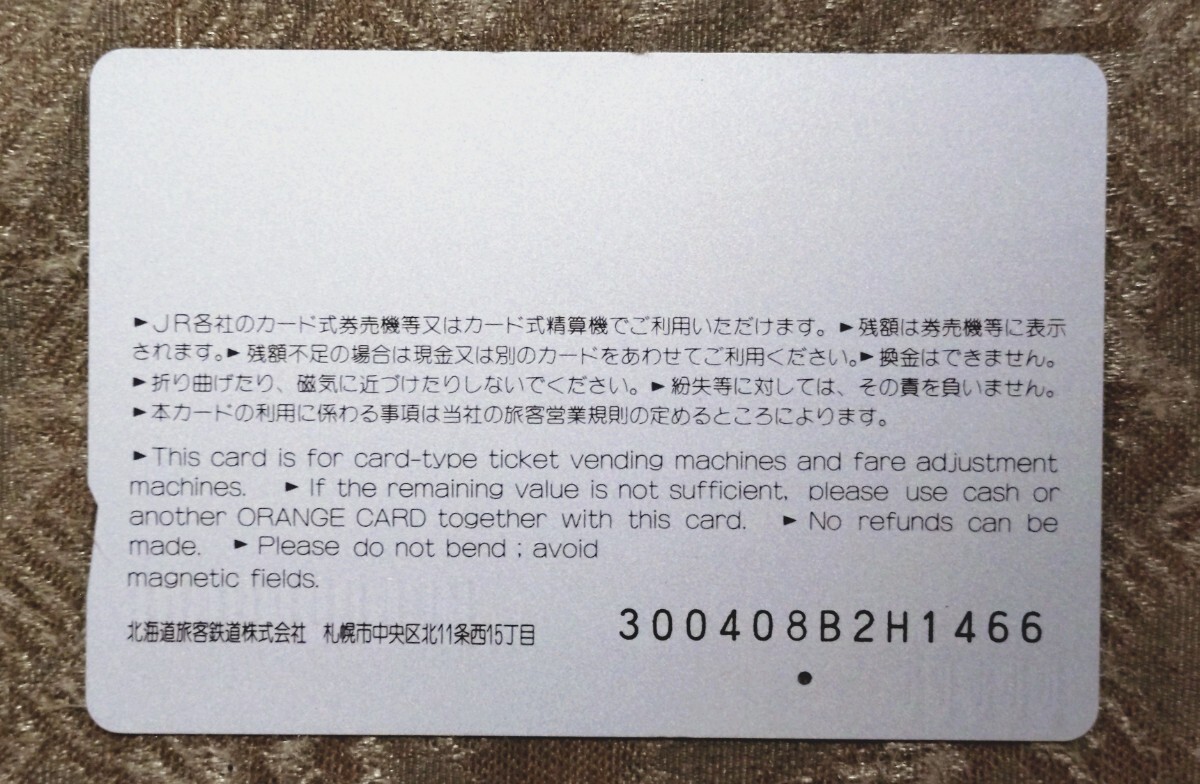 ►JR各社のカード式券売機等又はカード式精算機でご利用いただけます。►残額は券売機等に表示
されます。►残額不足の場合は現金又は別のカードをあわせてご利用ください。►換金はできません。
►折り曲げたり、磁気に近づけたりしないでください。►紛失等に対しては、その責を負いません。
►本カードの利用に係わる事項は当社の旅客営業規則の定めるところによります。
►This card is for card-type ticket vending machines and fare adjustment
machines. ►If the remaining value is not sufficient, please use cash or
another ORANGE CARD together with this card. ►No refunds can be
made. ►Please do not bend ; avoid
magnetic fields.
北海道旅客鉄道株式会社 札幌市中央区北11条西15丁目
300408B2H1466